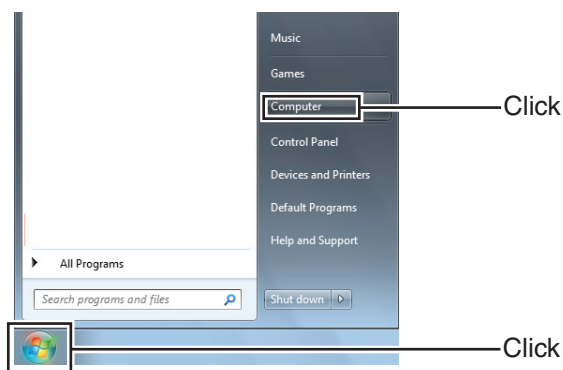 Music
Games
Computer
Click
Control Panel
Devices and Printers
Default Programs
Help and Support
All Programs
Search programs and files
Shut down
Click